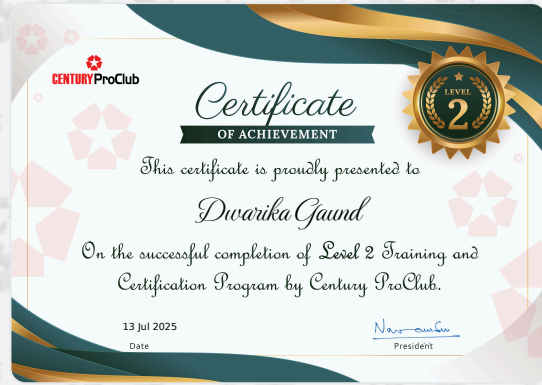 CENTURY ProClub
Certificate
OF ACHIEVEMENT
LEVEL
2
This certificate is proudly presented to
Dwarika Gaund
On the successful completion of Level 2 Training and
Certification Program by Century ProClub.
13 Jul 2025
Date
President